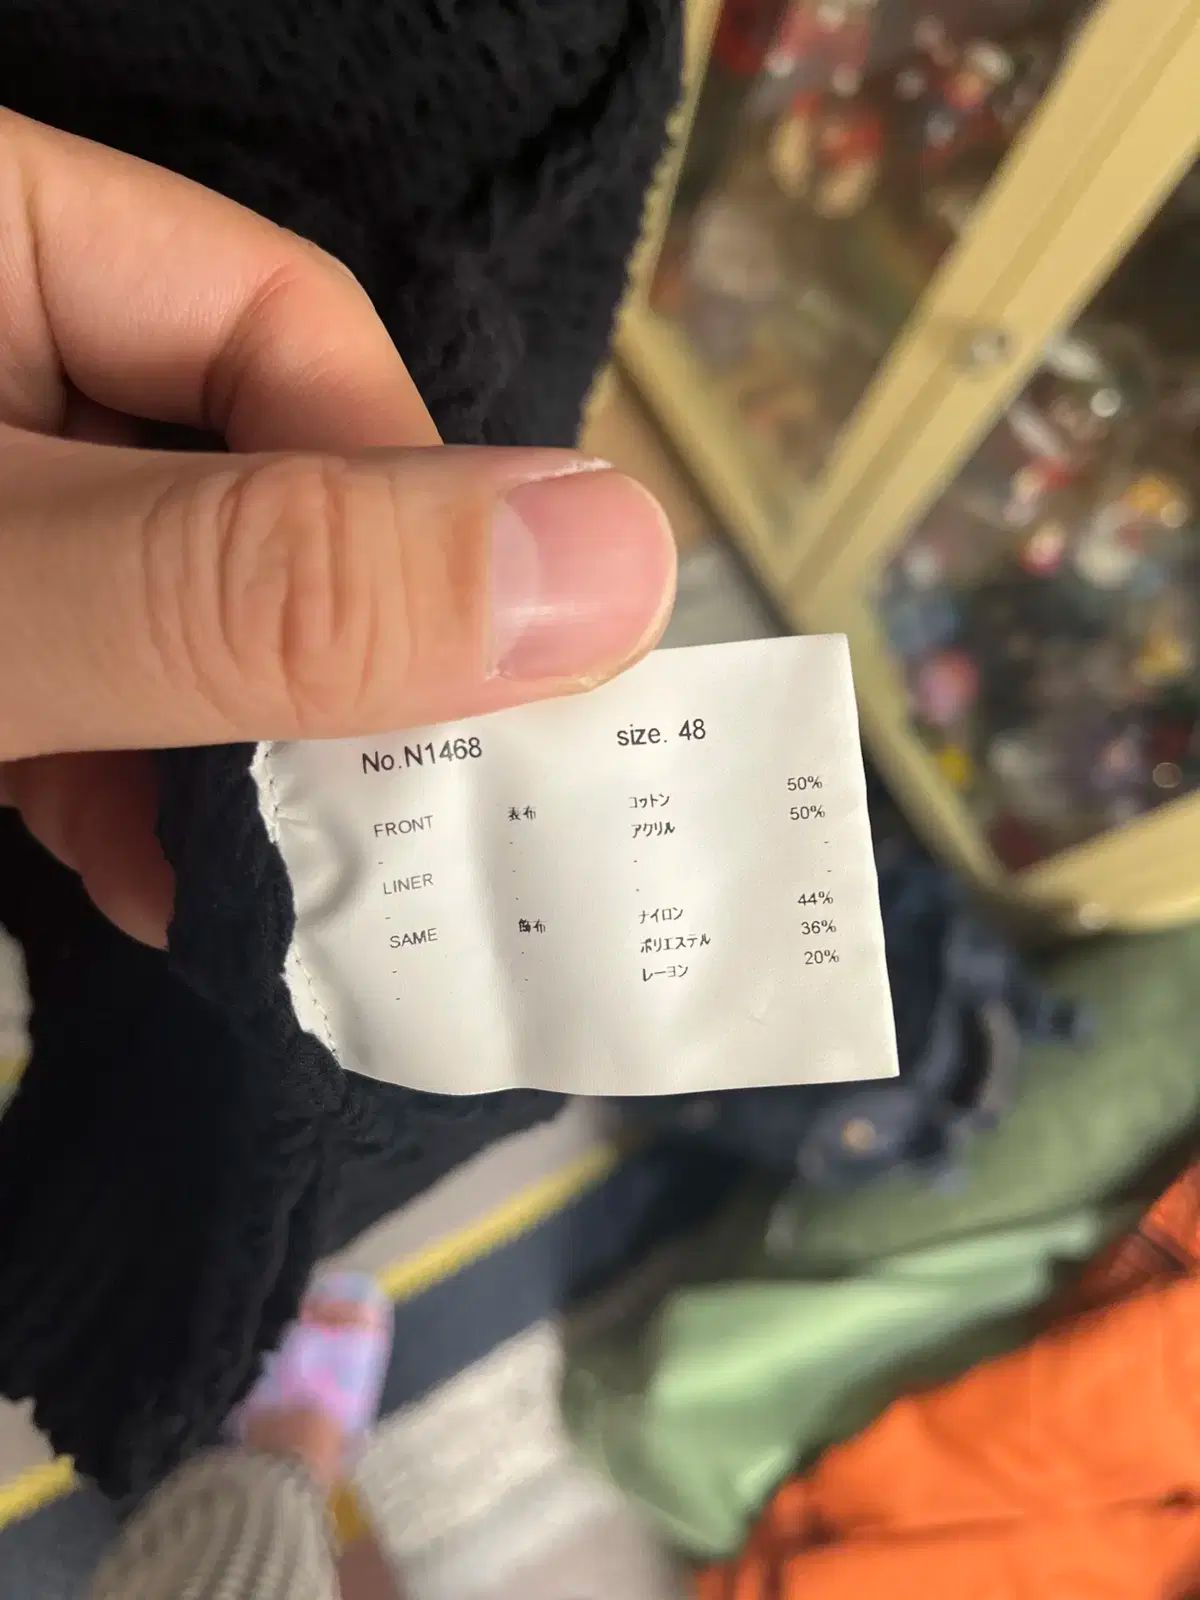 No.N1468 size. 48
FRONT 表布 コットン 50%
- - アクリル 50%
LINER - - -
- - - -
SAME 飾布 ナイロン 44%
- - ポリエステル 36%
- - レーヨン 20%